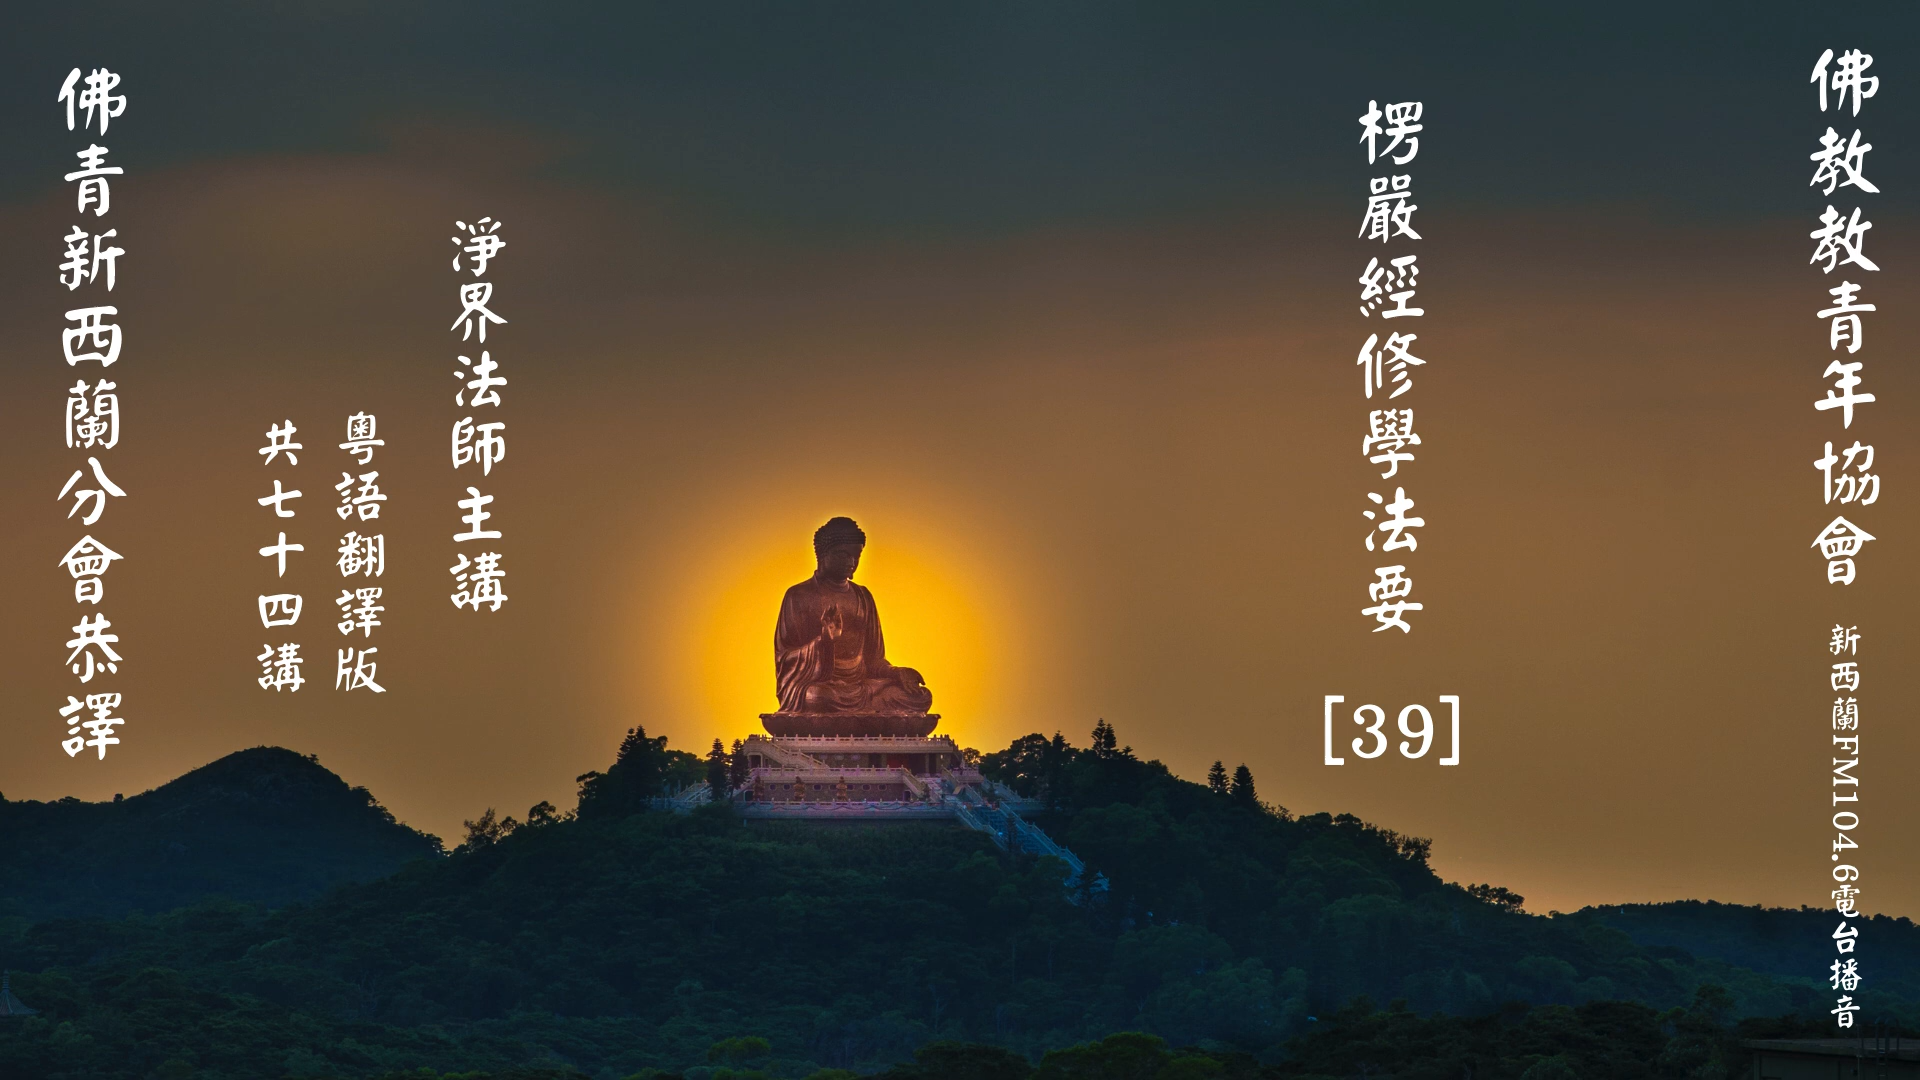 佛教教青年協會 新西蘭FM104.6電台播音
楞嚴經修學法要 [39]
淨界法師主講
粵語翻譯版
共七十四講
佛青新西蘭分會恭譯